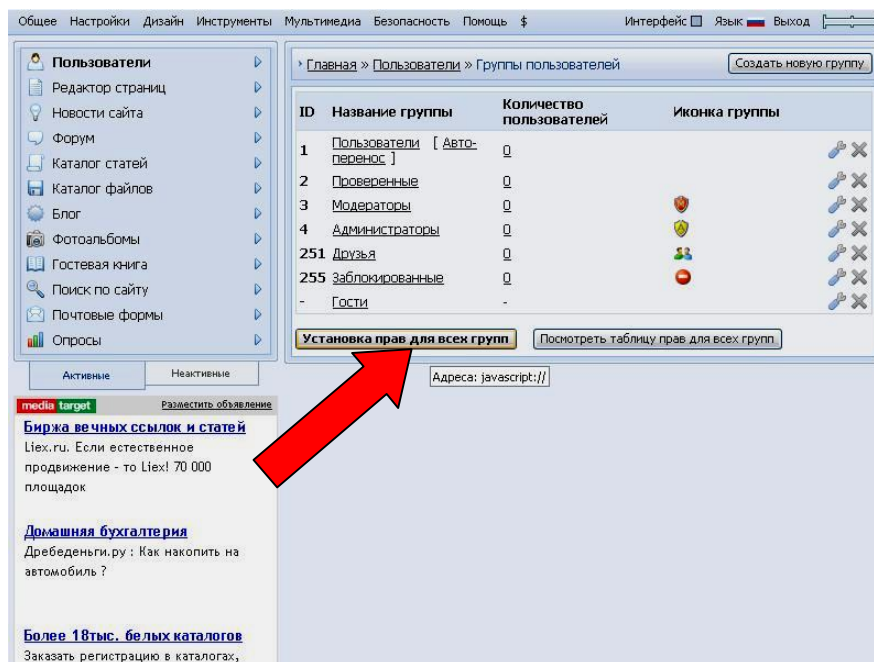 Общее Настройки Дизайн Инструменты Мультимедиа Безопасность Помощь $ Интерфейс Язык Выход
Пользователи
Редактор страниц
Новости сайта
Форум
Каталог статей
Каталог файлов
Блог
Фотоальбомы
Гостевая книга
Поиск по сайту
Почтовые формы
Опросы
Активные Неактивные
› Главная » Пользователи » Группы пользователей Создать новую группу
ID Название группы Количество пользователей Иконка группы
1 Пользователи [ Авто-
перенос ] 0
2 Проверенные 0
3 Модераторы 0
4 Администраторы 0
251 Друзья 0
255 Заблокированные 0
- Гости -
Установка прав для всех групп Посмотреть таблицу прав для всех групп
Адреса: javascript://
media target Разместить объявление
Биржа вечных ссылок и статей
Liex.ru. Если естественное
продвижение - то Liex! 70 000
площадок
Домашняя бухгалтерия
Дребеденьги.ру : Как накопить на
автомобиль ?
Более 18тыс. белых каталогов
Заказать регистрацию в каталогах,